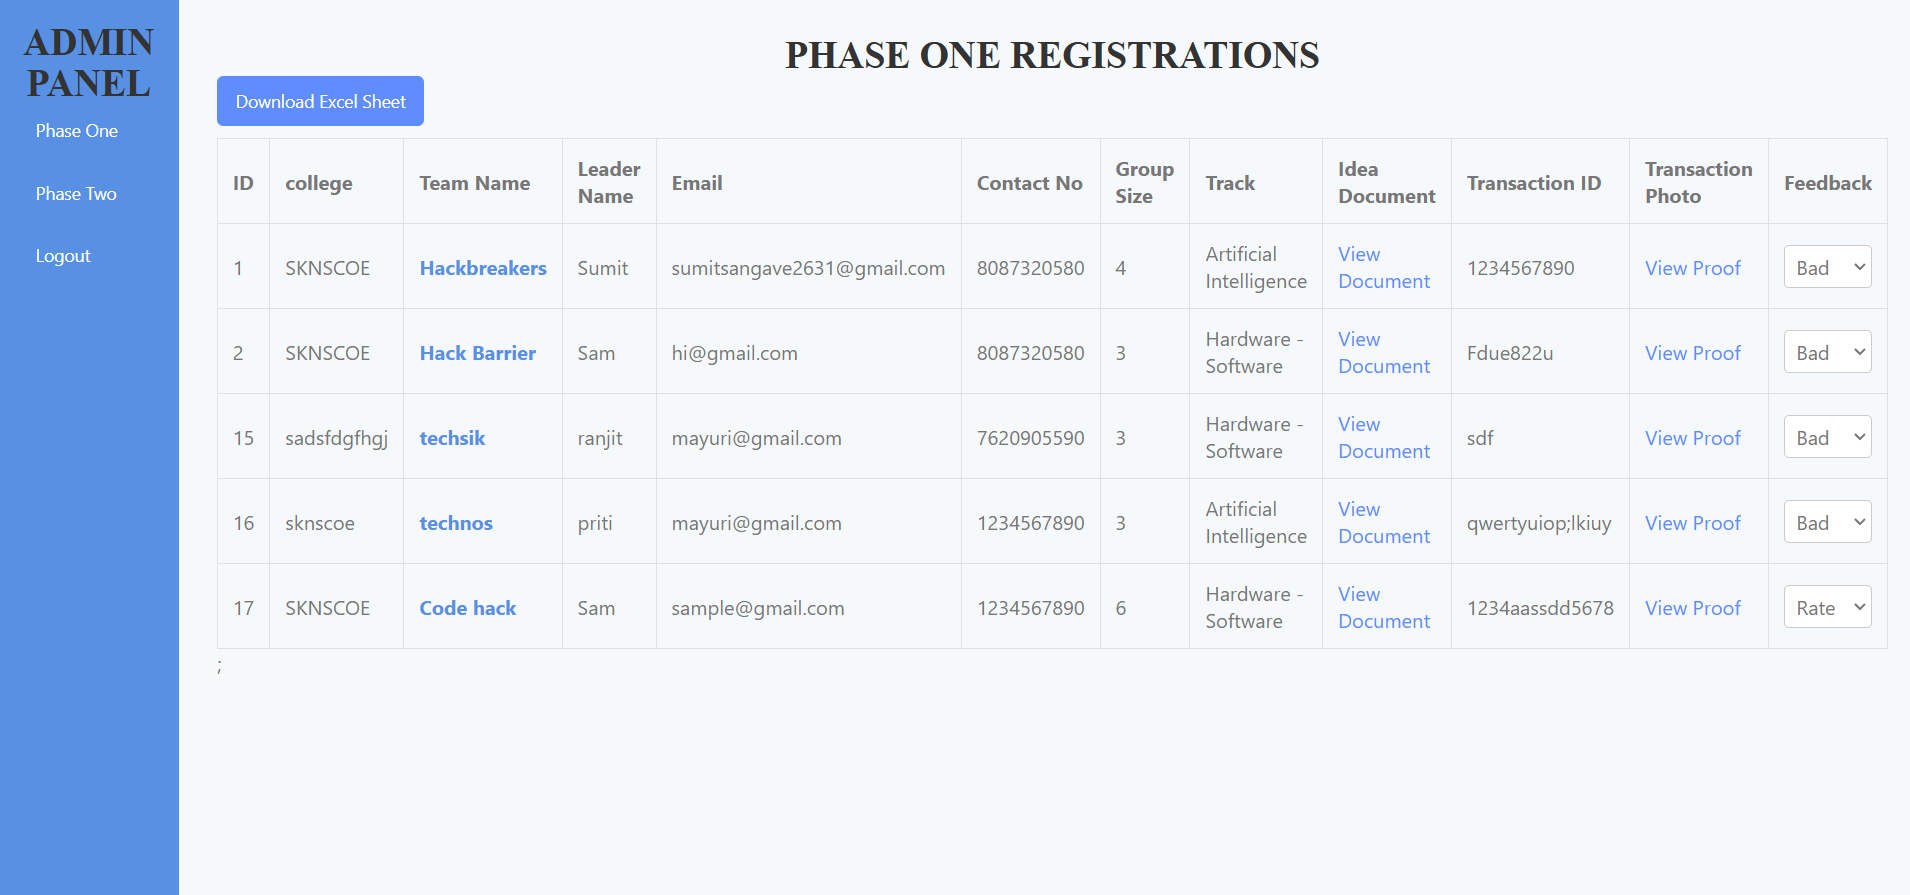 ADMIN
PANEL
Phase One
Phase Two
Logout
PHASE ONE REGISTRATIONS
Download Excel Sheet
ID college Team Name Leader Name Email Contact No Group Size Track Idea Document Transaction ID Transaction Photo Feedback
1 SKNSCOE Hackbreakers Sumit sumitsangave2631@gmail.com 8087320580 4 Artificial Intelligence View Document 1234567890 View Proof Bad
2 SKNSCOE Hack Barrier Sam hi@gmail.com 8087320580 3 Hardware - Software View Document Fdue822u View Proof Bad
15 sadsfdgfhgj techsik ranjit mayuri@gmail.com 7620905590 3 Hardware - Software View Document sdf View Proof Bad
16 sknscoe technos priti mayuri@gmail.com 1234567890 3 Artificial Intelligence View Document qwertyuiop;lkiuy View Proof Bad
17 SKNSCOE Code hack Sam sample@gmail.com 1234567890 6 Hardware - Software View Document 1234aassdd5678 View Proof Rate
;